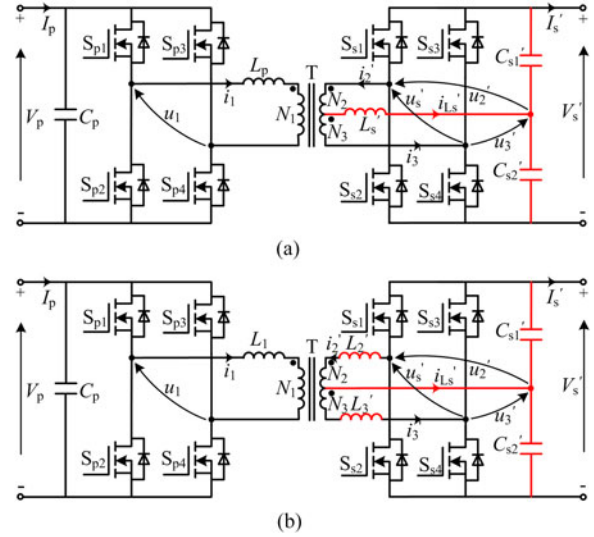 + Ip Sp1 Sp3 Ss1 Ss3 Is′ +
Lp T i2′ Cs1′
Vp Cp u1 i1 N1 N2 N3 Ls iLs′ us′ u2′ u3′ Vs′
Sp2 Sp4 i3 Ss2 Ss4 Cs2′
- -
(a)
+ Ip Sp1 Sp3 Ss1 Ss3 Is′ +
L1 T i2′ L2′ Cs1′
Vp Cp u1 i1 N1 N2 N3 L3′ iLs′ us′ u2′ u3′ Vs′
Sp2 Sp4 i3 Ss2 Ss4 Cs2′
- -
(b)